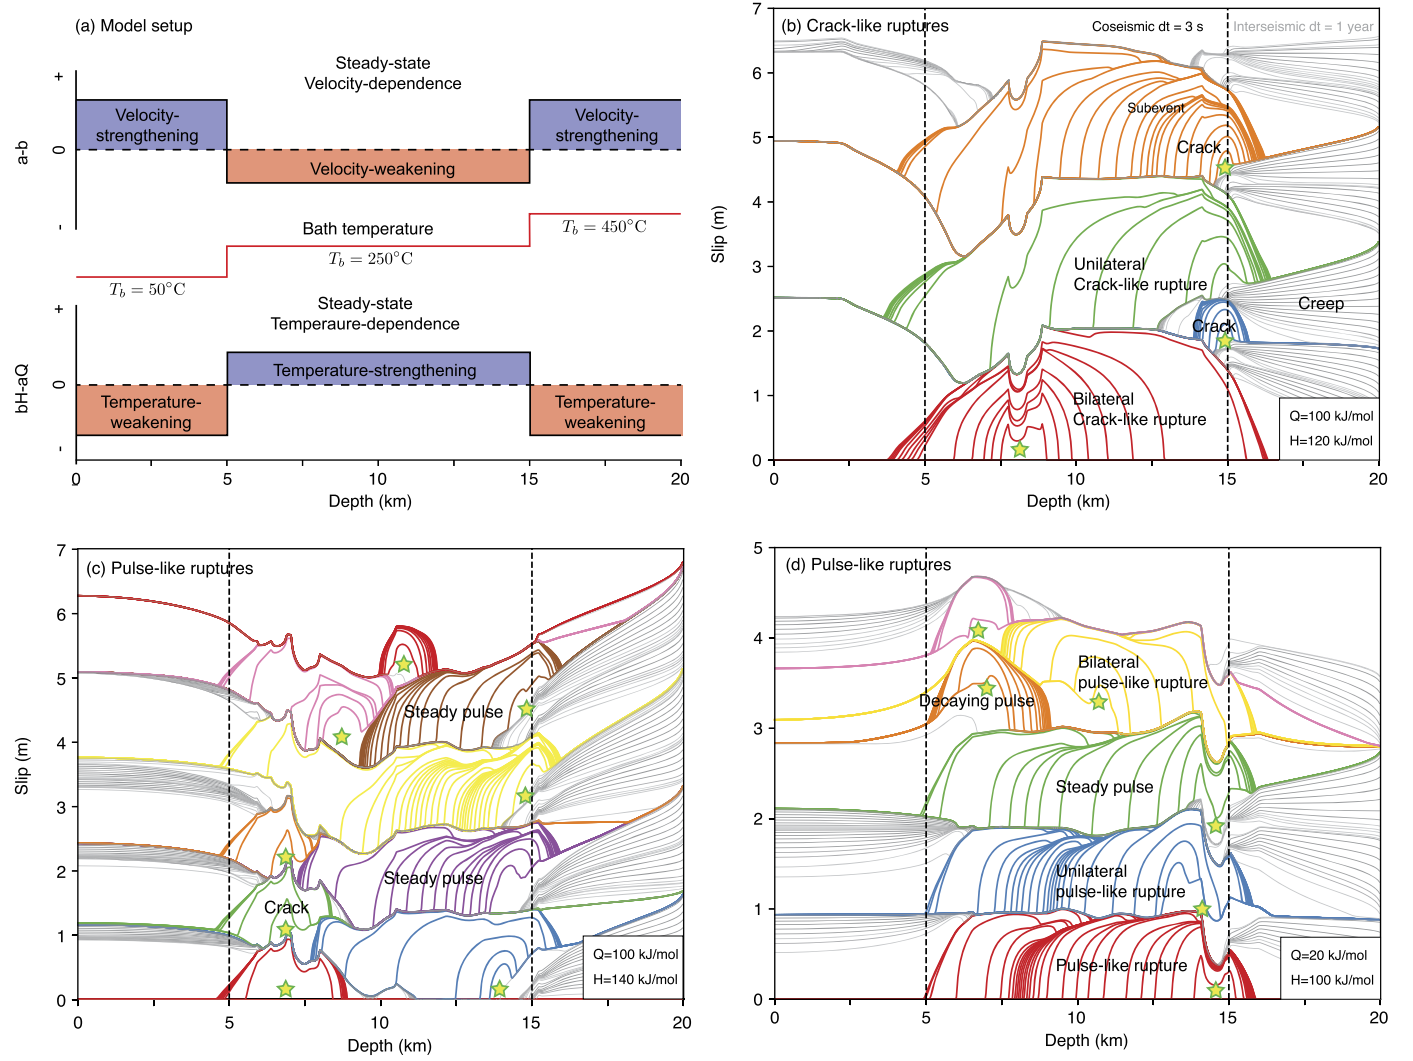 (a) Model setup
Steady-state
Velocity-dependence
+
0
-
a-b
Velocity-
strengthening
Velocity-weakening
Velocity-
strengthening
Bath temperature
T_b = 50°C
T_b = 250°C
T_b = 450°C
Steady-state
Temperaure-dependence
+
0
-
bH-aQ
Temperature-
weakening
Temperature-strengthening
Temperature-
weakening
0 5 10 15 20
Depth (km)
(b) Crack-like ruptures
Coseismic dt = 3 s
Interseismic dt = 1 year
Subevent
Crack
Unilateral
Crack-like rupture
Crack
Creep
Bilateral
Crack-like rupture
Q=100 kJ/mol
H=120 kJ/mol
7
6
5
4
3
2
1
0
Slip (m)
0 5 10 15 20
Depth (km)
(c) Pulse-like ruptures
Steady pulse
Steady pulse
Crack
Q=100 kJ/mol
H=140 kJ/mol
7
6
5
4
3
2
1
0
Slip (m)
0 5 10 15 20
Depth (km)
(d) Pulse-like ruptures
Bilateral
pulse-like rupture
Decaying pulse
Steady pulse
Unilateral
pulse-like rupture
Pulse-like rupture
Q=20 kJ/mol
H=100 kJ/mol
5
4
3
2
1
0
Slip (m)
0 5 10 15 20
Depth (km)